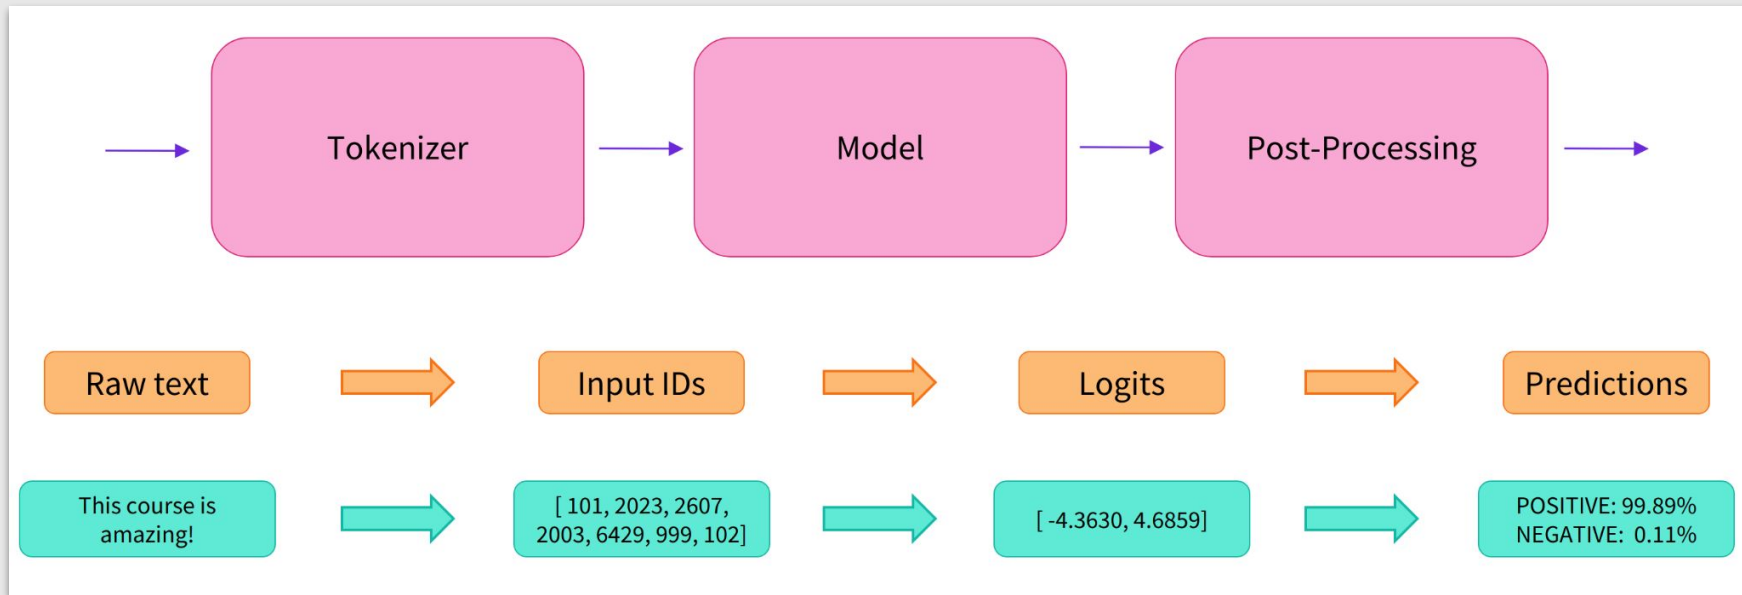 Tokenizer
Model
Post-Processing
Raw text
Input IDs
Logits
Predictions
This course is
amazing!
[ 101, 2023, 2607,
2003, 6429, 999, 102]
[ -4.3630, 4.6859]
POSITIVE: 99.89%
NEGATIVE: 0.11%